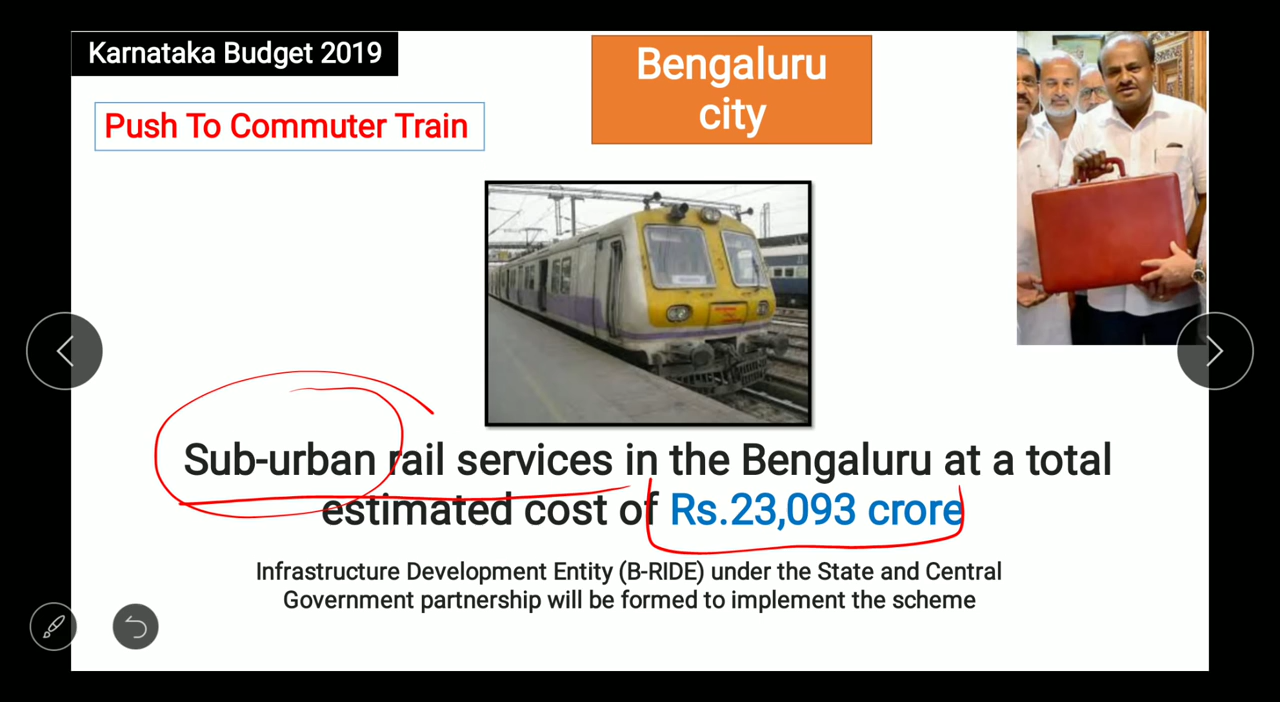 Karnataka Budget 2019
Bengaluru
city
Push To Commuter Train
Sub-urban rail services in the Bengaluru at a total
estimated cost of Rs.23,093 crore
Infrastructure Development Entity (B-RIDE) under the State and Central
Government partnership will be formed to implement the scheme